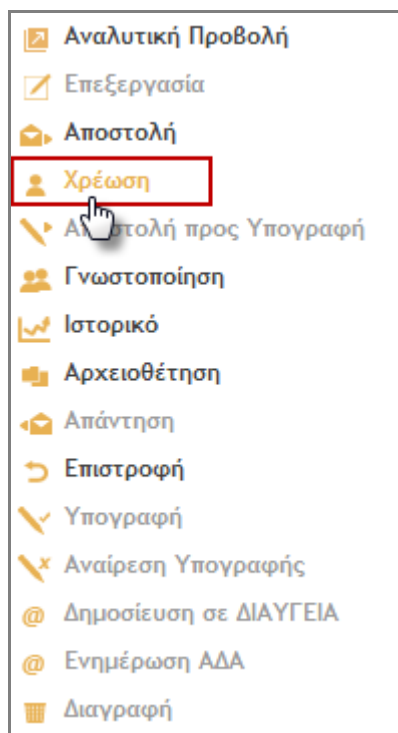 Αναλυτική Προβολή
Επεξεργασία
Αποστολή
Χρέωση
Αποστολή προς Υπογραφή
Γνωστοποίηση
Ιστορικό
Αρχειοθέτηση
Απάντηση
Επιστροφή
Υπογραφή
Αναίρεση Υπογραφής
@ Δημοσίευση σε ΔΙΑΥΓΕΙΑ
@ Ενημέρωση ΑΔΑ
Διαγραφή